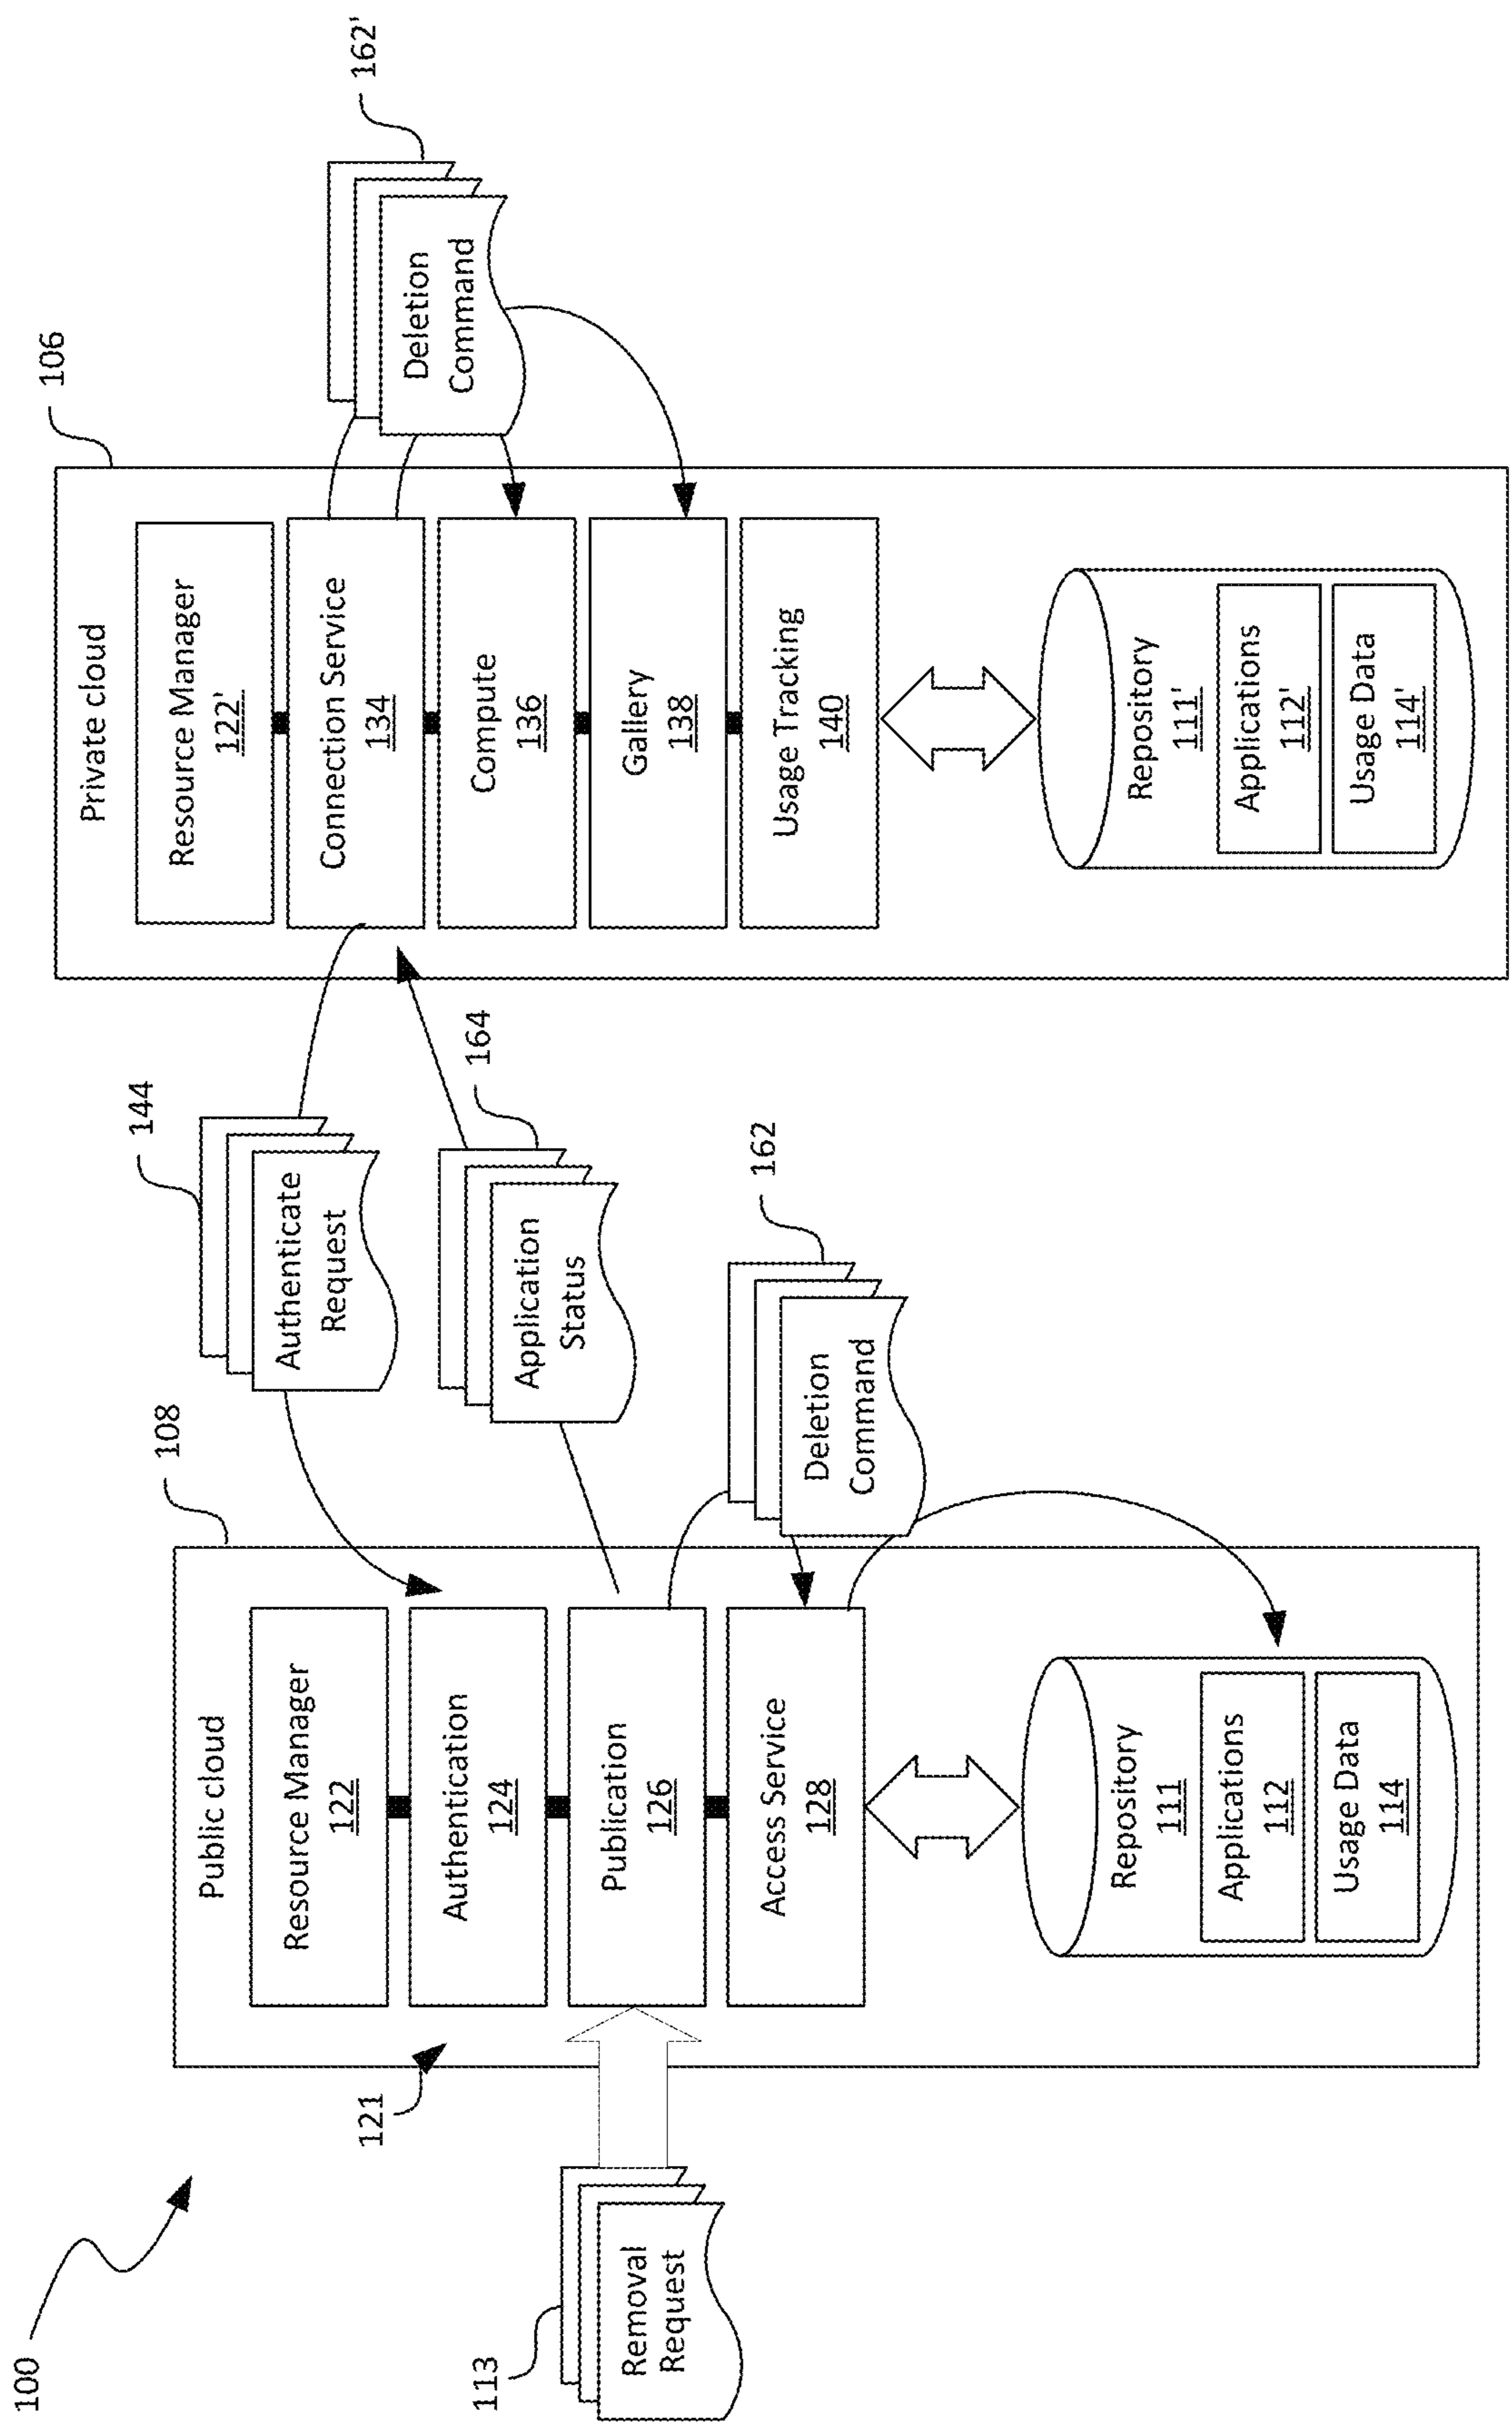 100
113
Removal
Request
121
108
Public cloud
Resource Manager
122
Authentication
124
Publication
126
Access Service
128
Repository
111
Applications
112
Usage Data
114
144
Authenticate
Request
164
Application
Status
162
Deletion
Command
106
Private cloud
Resource Manager
122'
Connection Service
134
Compute
136
Gallery
138
Usage Tracking
140
Repository
111'
Applications
112'
Usage Data
114'
162'
Deletion
Command